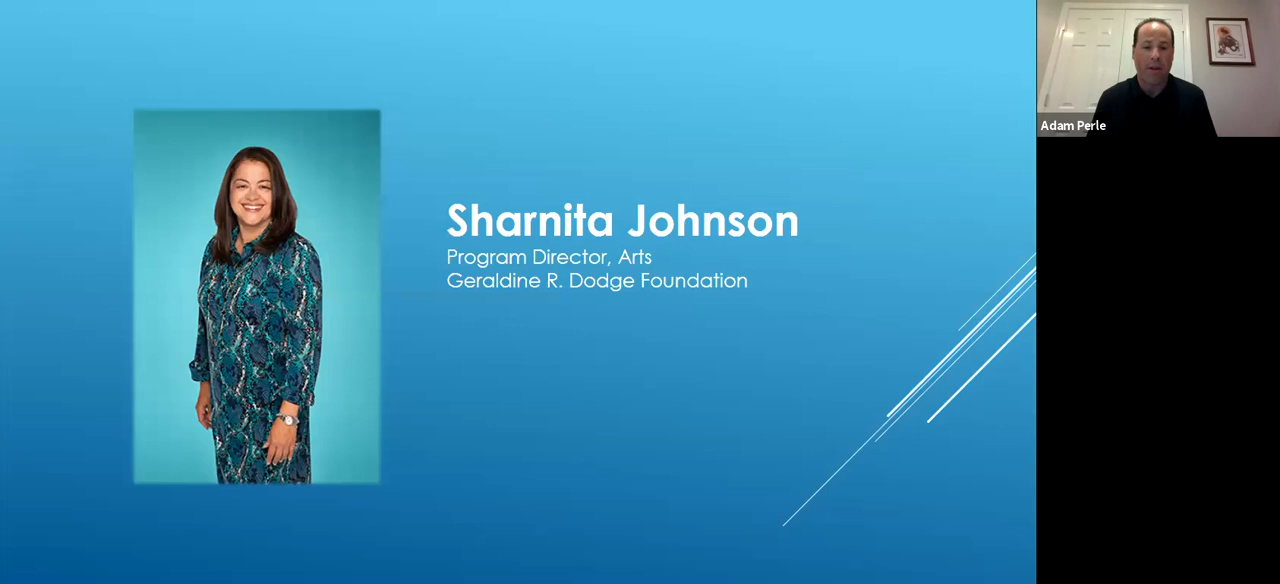 Sharnita Johnson
Program Director, Arts
Geraldine R. Dodge Foundation
Adam Perle